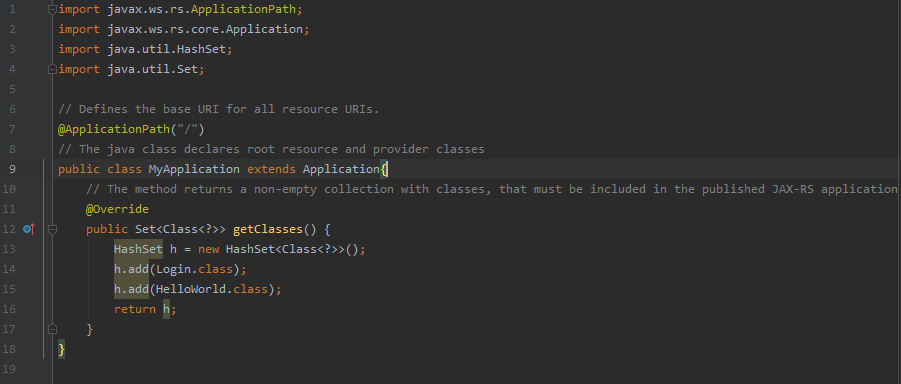 1 import javax.ws.rs.ApplicationPath;
2 import javax.ws.rs.core.Application;
3 import java.util.HashSet;
4 import java.util.Set;
5
6 // Defines the base URI for all resource URIs.
7 @ApplicationPath("/")
8 // The java class declares root resource and provider classes
9 public class MyApplication extends Application{
10 // The method returns a non-empty collection with classes, that must be included in the published JAX-RS application
11 @Override
12 public Set<Class<?>> getClasses() {
13 HashSet h = new HashSet<Class<?>>();
14 h.add(Login.class);
15 h.add(HelloWorld.class);
16 return h;
17 }
18 }
19